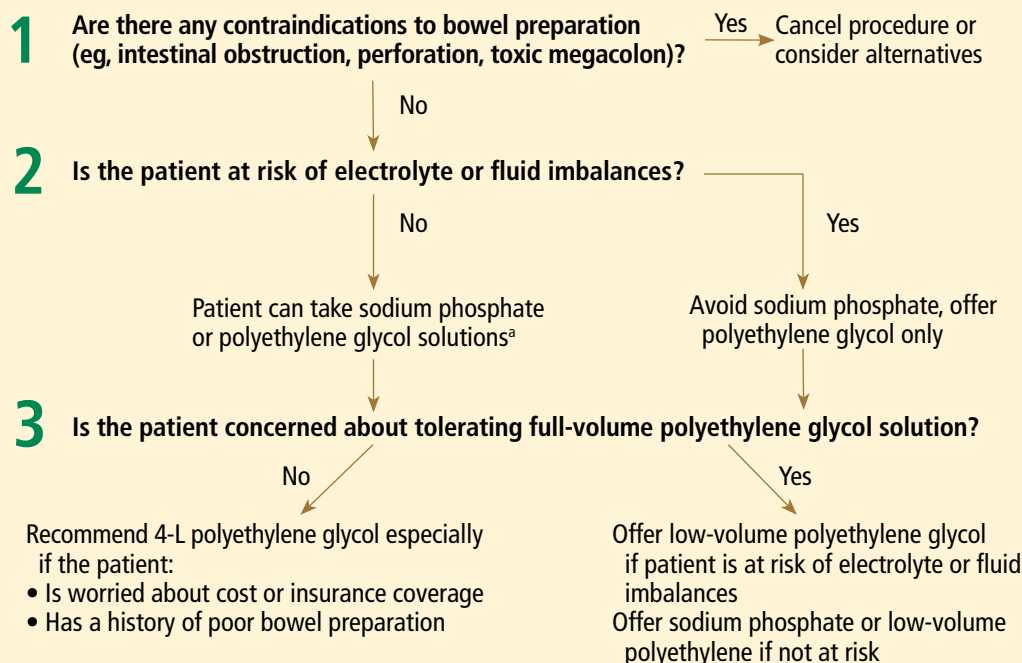 1 Are there any contraindications to bowel preparation
(eg, intestinal obstruction, perforation, toxic megacolon)?
Yes
Cancel procedure or
consider alternatives
No
2 Is the patient at risk of electrolyte or fluid imbalances?
No
Yes
Patient can take sodium phosphate
or polyethylene glycol solutionsᵃ
Avoid sodium phosphate, offer
polyethylene glycol only
3 Is the patient concerned about tolerating full-volume polyethylene glycol solution?
No
Yes
Recommend 4-L polyethylene glycol especially
if the patient:
• Is worried about cost or insurance coverage
• Has a history of poor bowel preparation
Offer low-volume polyethylene glycol
if patient is at risk of electrolyte or fluid
imbalances
Offer sodium phosphate or low-volume
polyethylene if not at risk